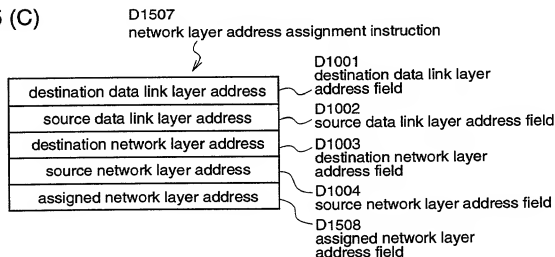 (C)
D1507
network layer address assignment instruction
destination data link layer address
source data link layer address
destination network layer address
source network layer address
assigned network layer address
D1001
destination data link layer
address field
D1002
source data link layer address field
D1003
destination network layer
address field
D1004
source network layer address field
D1508
assigned network layer
address field